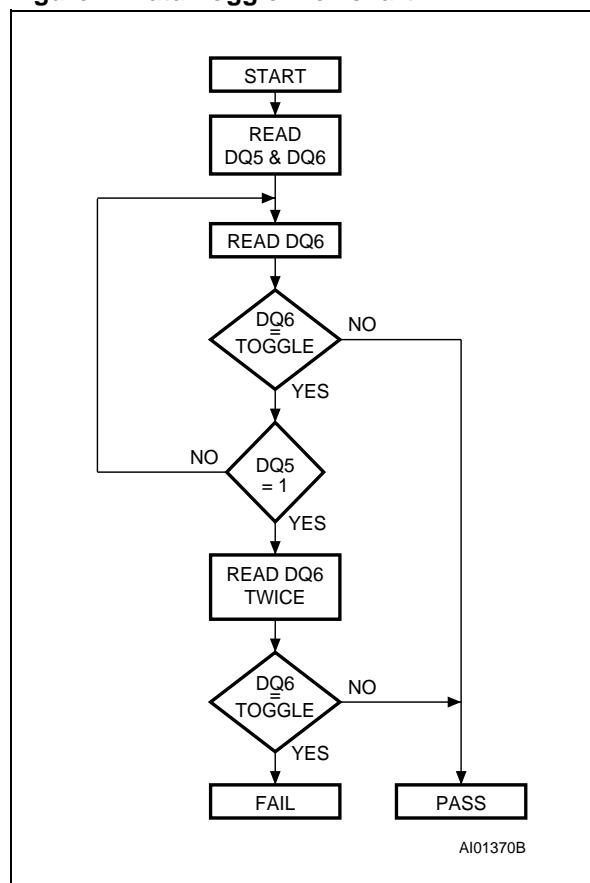 START
READ
DQ5 & DQ6
READ DQ6
DQ6
=
TOGGLE
NO
YES
NO
DQ5
= 1
YES
READ DQ6
TWICE
DQ6
=
TOGGLE
NO
YES
FAIL
PASS
AI01370B